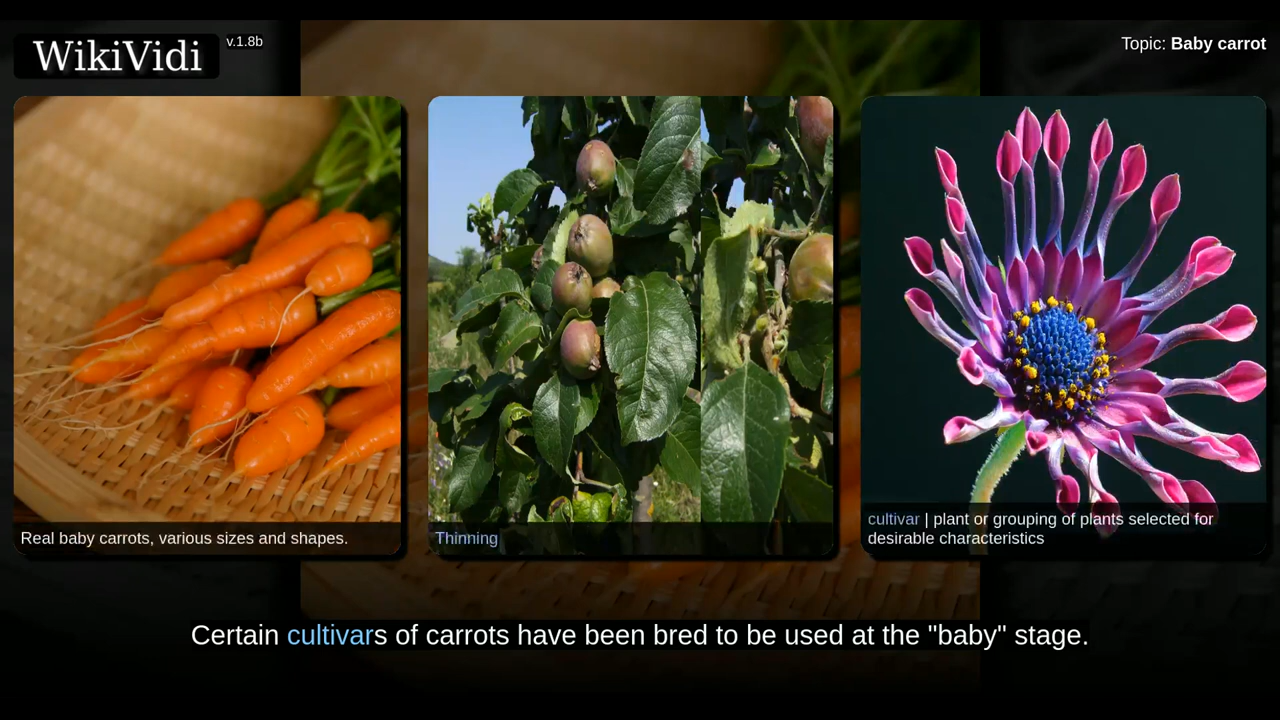 WikiVidi v.1.8b
Topic: Baby carrot
Real baby carrots, various sizes and shapes.
Thinning
cultivar | plant or grouping of plants selected for
desirable characteristics
Certain cultivars of carrots have been bred to be used at the "baby" stage.